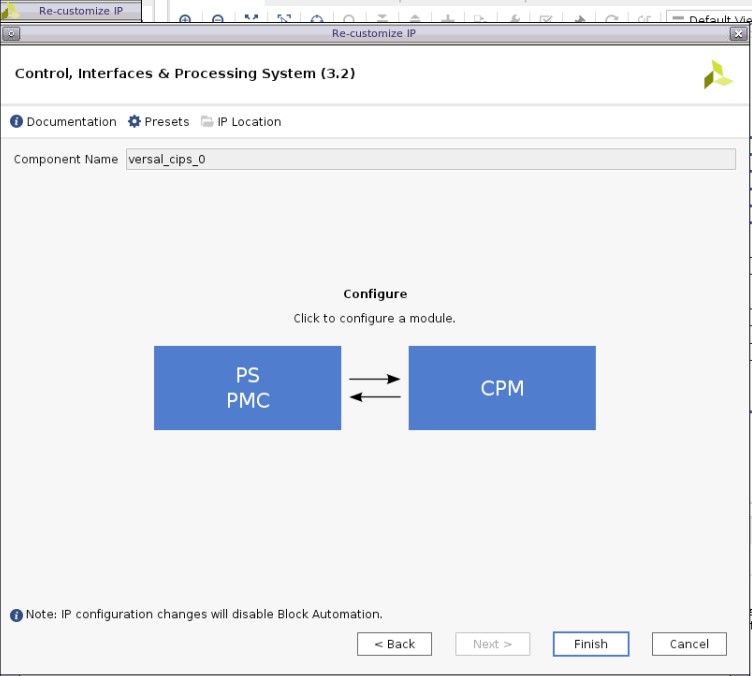 Re-customize IP
Default Vie
Re-customize IP
Control, Interfaces & Processing System (3.2)
Documentation Presets IP Location
Component Name versal_cips_0
Configure
Click to configure a module.
PS
PMC
CPM
Note: IP configuration changes will disable Block Automation.
< Back Next > Finish Cancel